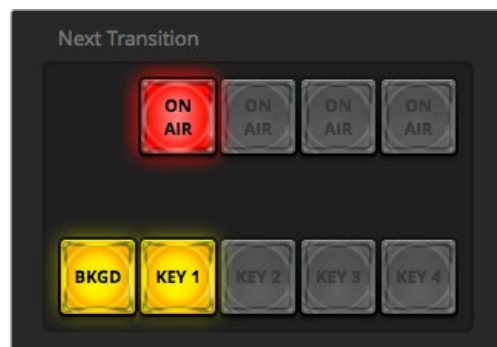 Next Transition
ON AIR ON AIR ON AIR ON AIR
BKGD KEY 1 KEY 2 KEY 3 KEY 4